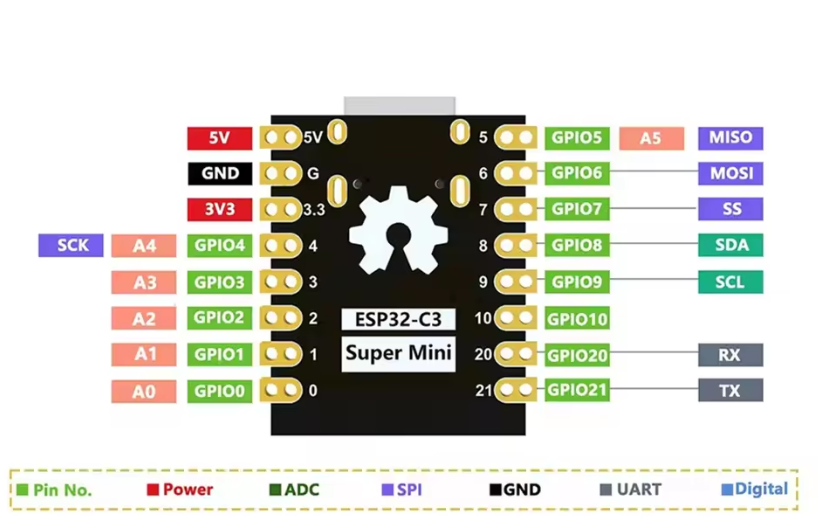 5V 5V 5 GPIO5 A5 MISO
GND G 6 GPIO6 MOSI
3V3 3.3 7 GPIO7 SS
SCK A4 GPIO4 4 8 GPIO8 SDA
A3 GPIO3 3 9 GPIO9 SCL
A2 GPIO2 2 ESP32-C3 10 GPIO10
A1 GPIO1 1 Super Mini 20 GPIO20 RX
A0 GPIO0 0 21 GPIO21 TX
Pin No. Power ADC SPI GND UART Digital